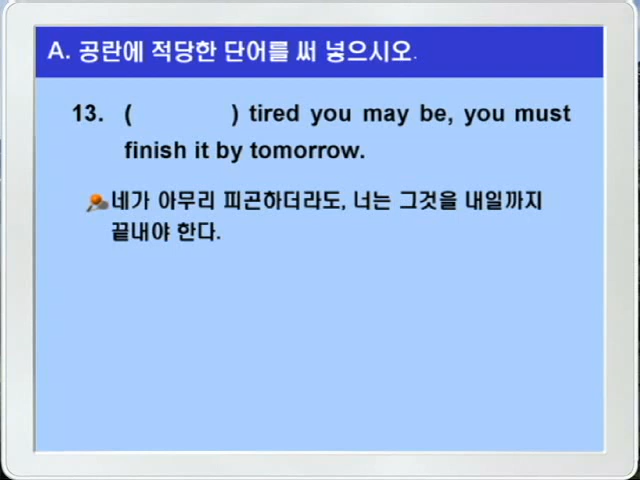 A. 공란에 적당한 단어를 써 넣으시오.
13. ( ) tired you may be, you must
finish it by tomorrow.
네가 아무리 피곤하더라도, 너는 그것을 내일까지
끝내야 한다.